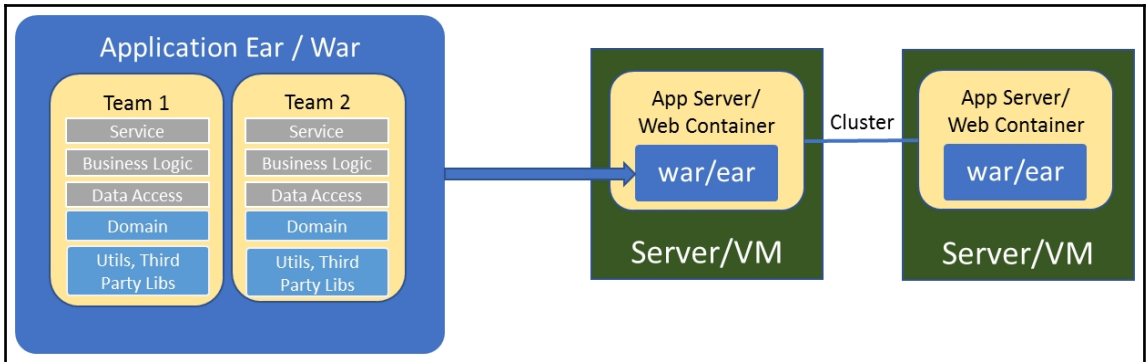 Application Ear / War
Team 1
Service
Business Logic
Data Access
Domain
Utils, Third
Party Libs
Team 2
Service
Business Logic
Data Access
Domain
Utils, Third
Party Libs
App Server/
Web Container
war/ear
Server/VM
Cluster
App Server/
Web Container
war/ear
Server/VM